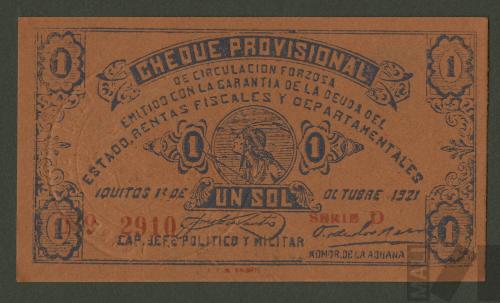 CHEQUE PROVISIONAL
DE CIRCULACION FORZOSA
EMITIDO CON LA GARANTIA DE LA DEUDA DEL
ESTADO, RENTAS FISCALES Y DEPARTAMENTALES
1 1
1 1
IQUITOS 1º DE OCTUBRE 1921
UN SOL
Nº 2910 SERIE D
CAP. JEFE POLITICO Y MILITAR
ADMOR. DE LA ADUANA
1 1
MALI